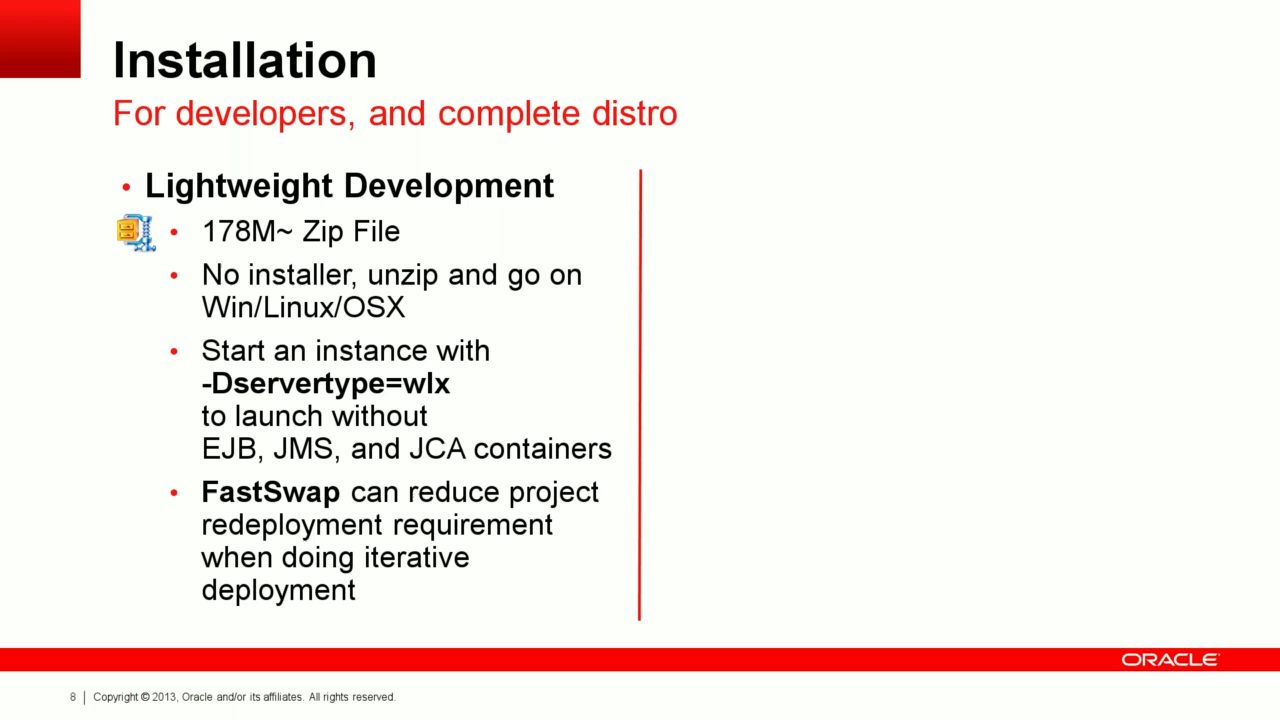 Installation
For developers, and complete distro
• Lightweight Development
• 178M~ Zip File
• No installer, unzip and go on
Win/Linux/OSX
• Start an instance with
-Dservertype=wlx
to launch without
EJB, JMS, and JCA containers
• FastSwap can reduce project
redeployment requirement
when doing iterative
deployment
ORACLE
8 | Copyright © 2013, Oracle and/or its affiliates. All rights reserved.